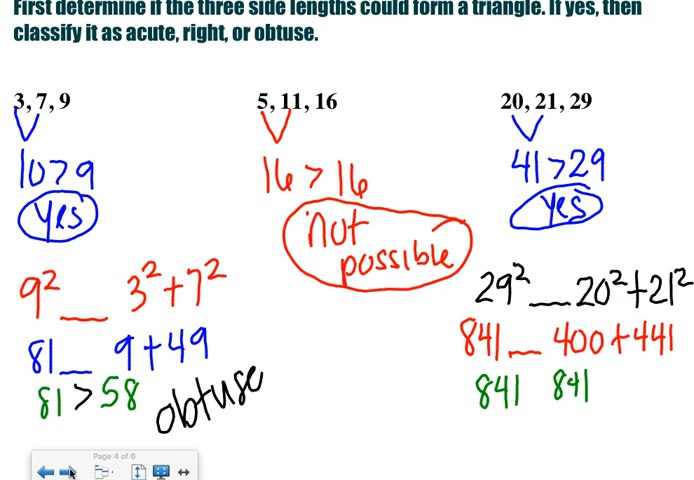 First determine if the three side lengths could form a triangle. If yes, then
classify it as acute, right, or obtuse.
3, 7, 9
10>9
yes
9² __ 3²+7²
81 __ 9+49
81 > 58
obtuse
5, 11, 16
16 > 16
not
possible
20, 21, 29
41>29
yes
29² __ 20²+21²
841 __ 400+441
841 841
Page 4 of 6